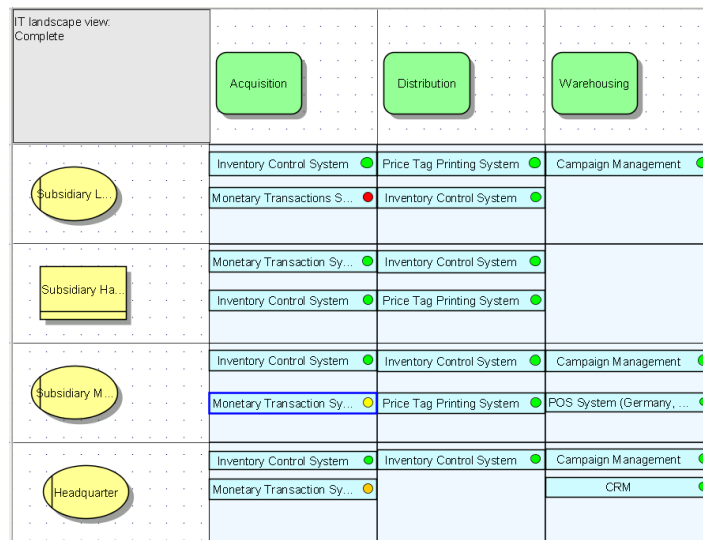 IT landscape view:
Complete
Acquisition
Distribution
Warehousing
Subsidiary L...
Inventory Control System
Price Tag Printing System
Campaign Management
Monetary Transactions S...
Inventory Control System
Subsidiary Ha...
Monetary Transaction Sy...
Inventory Control System
Inventory Control System
Price Tag Printing System
Subsidiary M...
Inventory Control System
Inventory Control System
Campaign Management
Monetary Transaction Sy...
Price Tag Printing System
POS System (Germany, ...
Headquarter
Inventory Control System
Inventory Control System
Campaign Management
Monetary Transaction Sy...
CRM